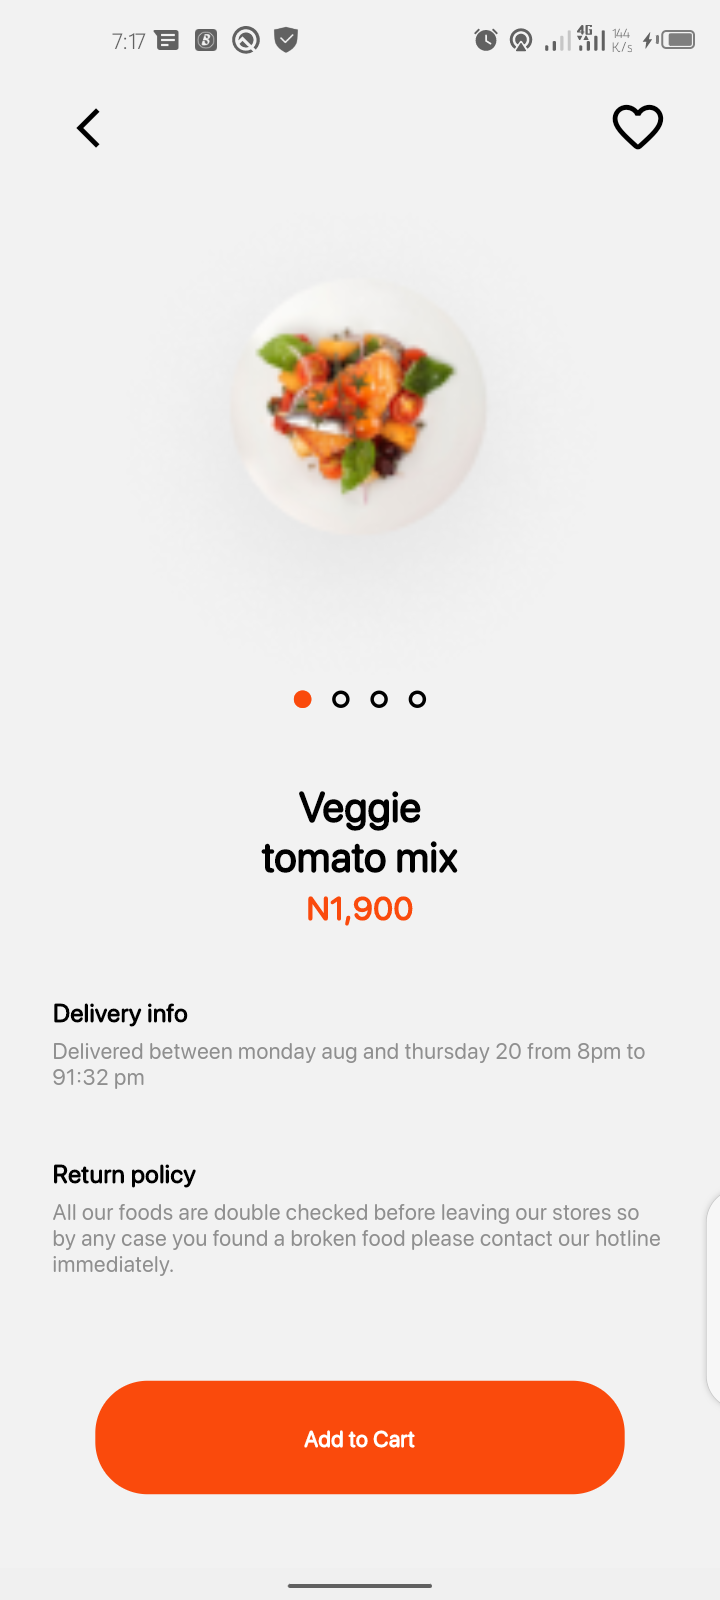 7:17
4G
144
K/s
Veggie
tomato mix
N1,900
Delivery info
Delivered between monday aug and thursday 20 from 8pm to
91:32 pm
Return policy
All our foods are double checked before leaving our stores so
by any case you found a broken food please contact our hotline
immediately.
Add to Cart